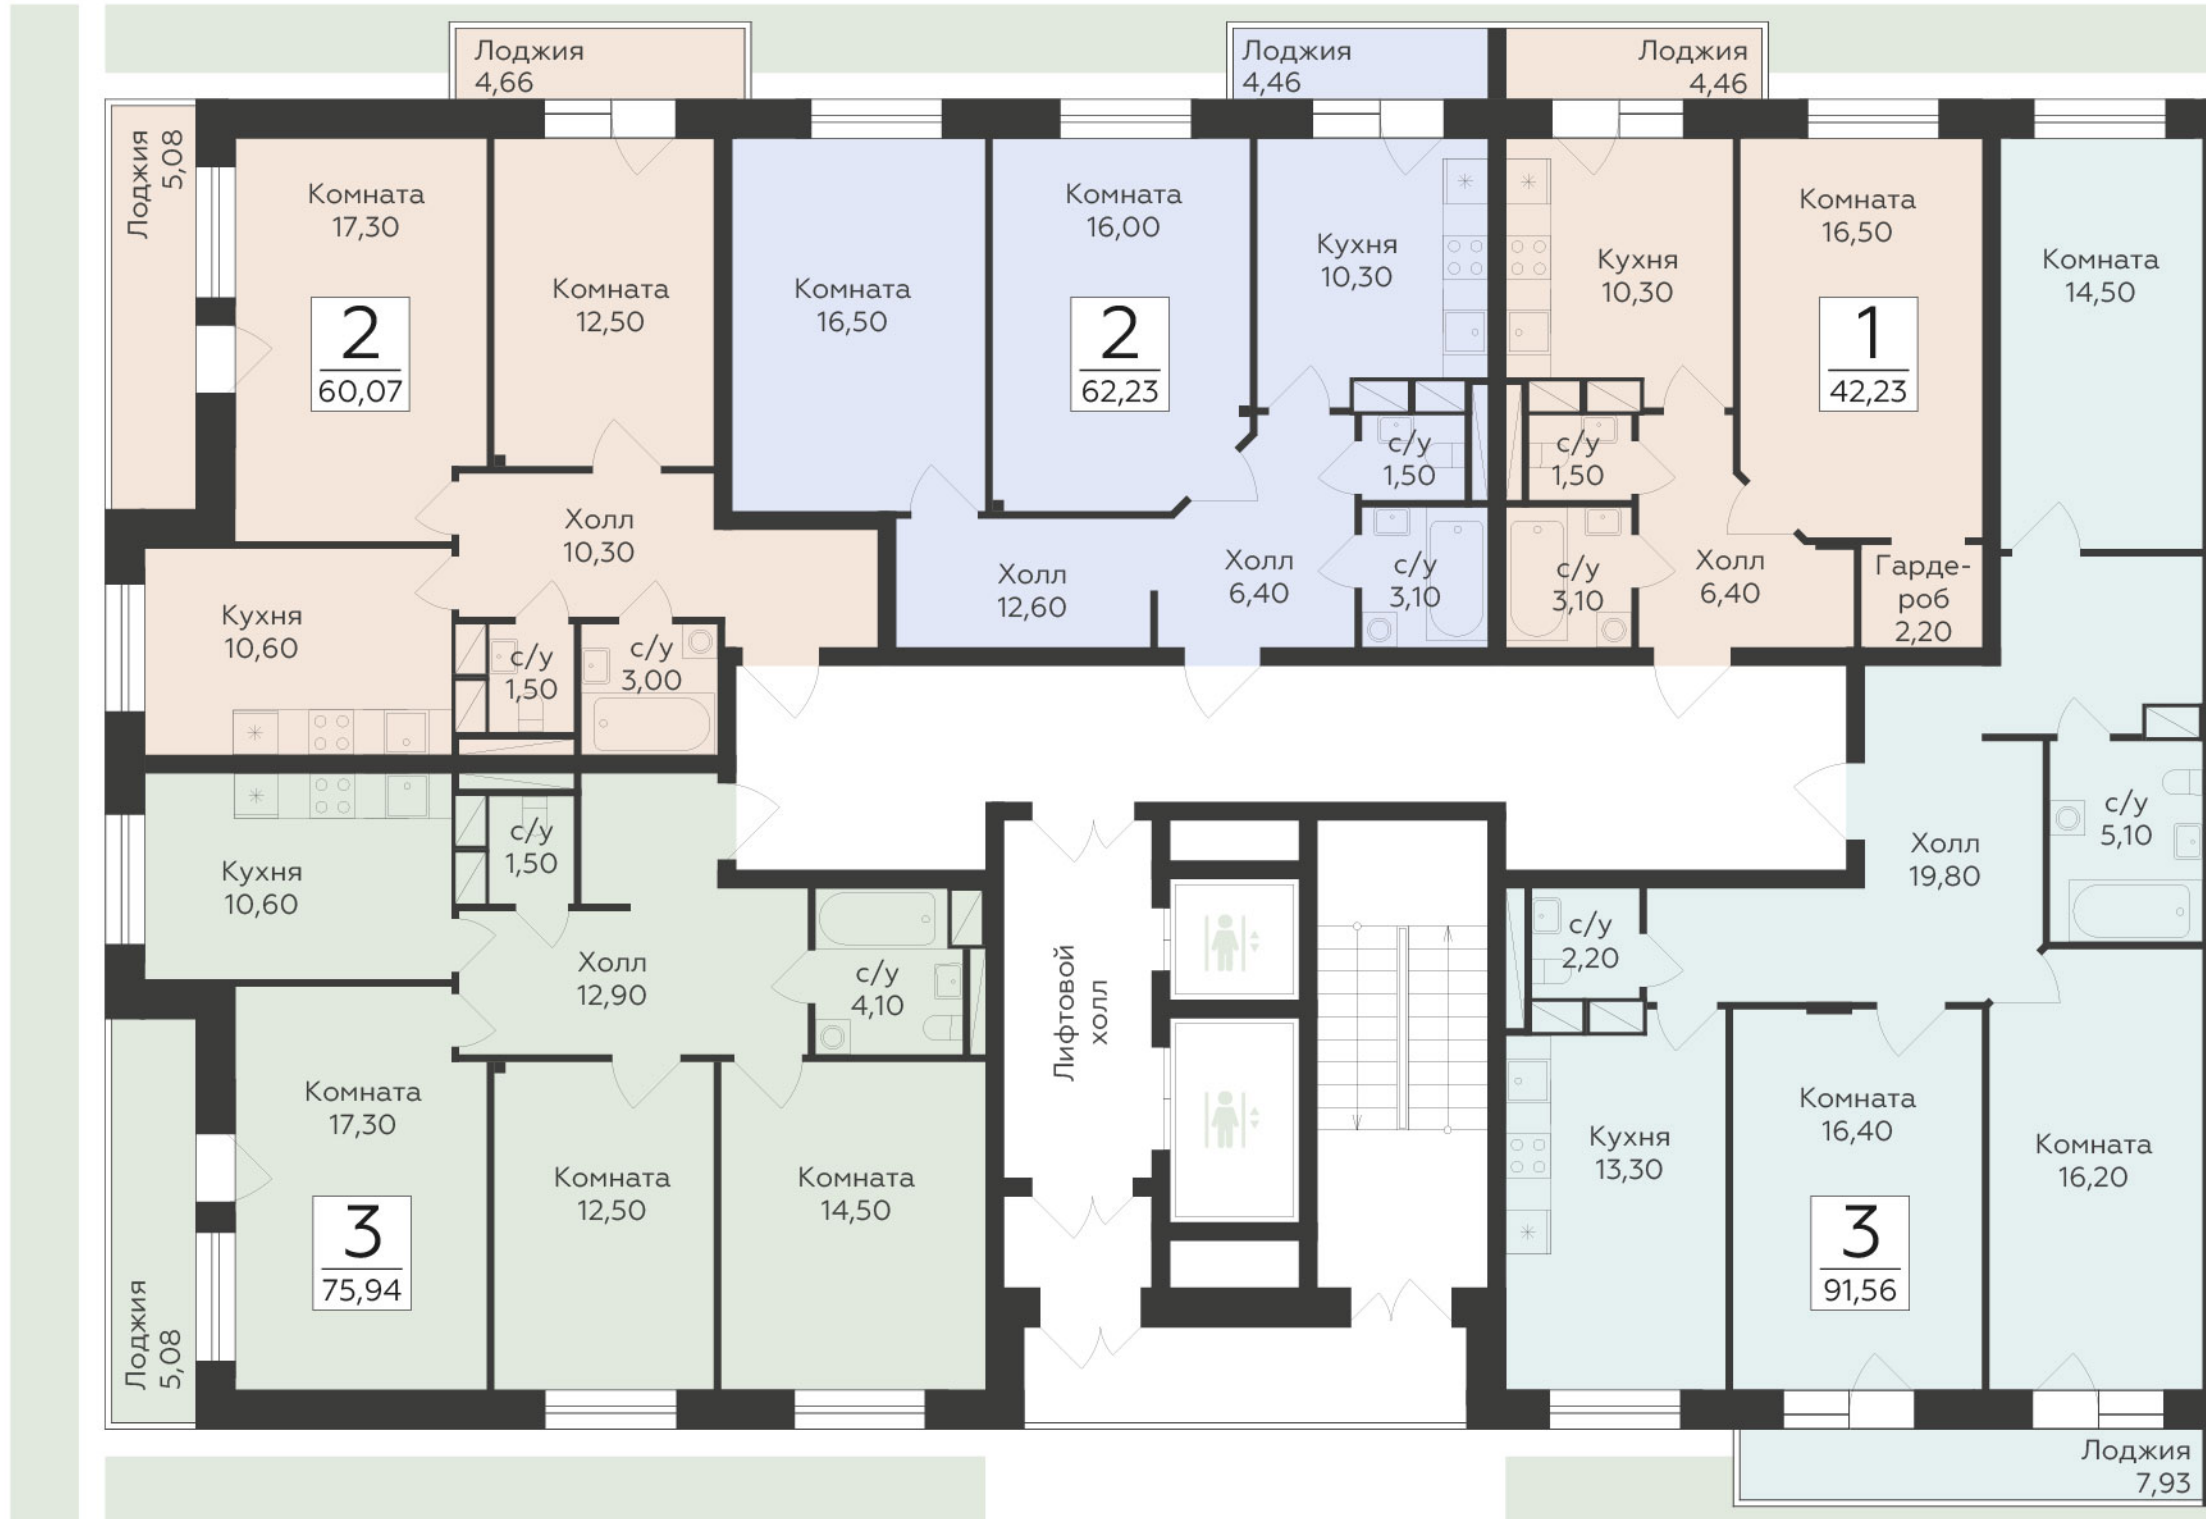 Лоджия
4,66
Лоджия
4,46
Лоджия
4,46
Лоджия
5,08
Комната
17,30
2
60,07
Комната
12,50
Холл
10,30
Кухня
10,60
с/у
1,50
с/у
3,00
Комната
16,50
Комната
16,00
2
62,23
Кухня
10,30
с/у
1,50
с/у
3,10
Холл
12,60
Холл
6,40
Кухня
10,30
Комната
16,50
1
42,23
с/у
1,50
с/у
3,10
Холл
6,40
Гарде-
роб
2,20
Комната
14,50
Кухня
10,60
с/у
1,50
Холл
12,90
с/у
4,10
Комната
17,30
3
75,94
Комната
12,50
Комната
14,50
Лоджия
5,08
Лифтовой
холл
с/у
2,20
Холл
19,80
с/у
5,10
Кухня
13,30
Комната
16,40
3
91,56
Комната
16,20
Лоджия
7,93